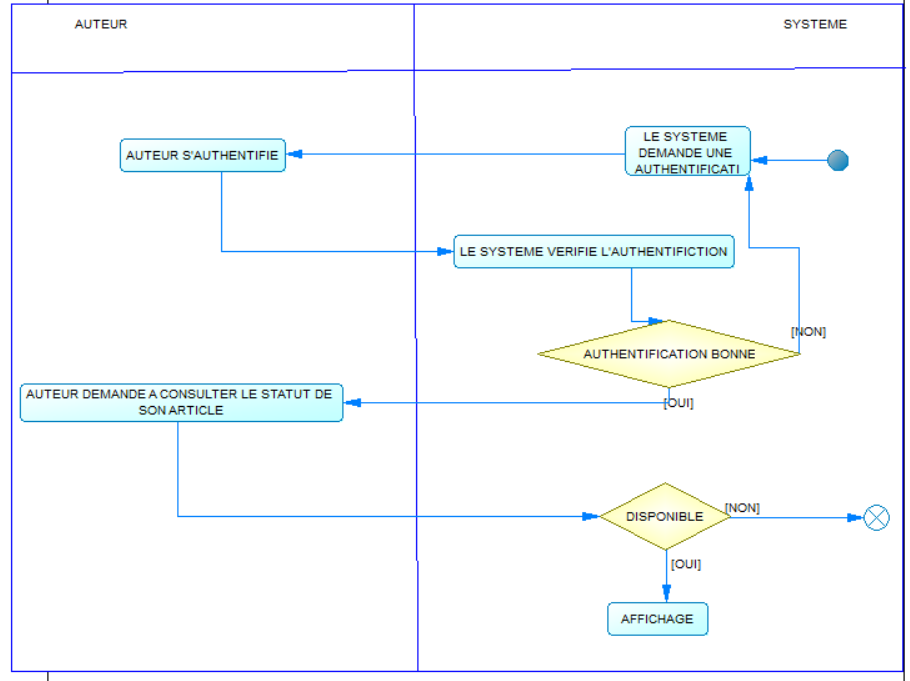 AUTEUR
SYSTEME
LE SYSTEME
DEMANDE UNE
AUTHENTIFICATI
AUTEUR S'AUTHENTIFIE
LE SYSTEME VERIFIE L'AUTHENTIFICTION
[NON]
AUTHENTIFICATION BONNE
[OUI]
AUTEUR DEMANDE A CONSULTER LE STATUT DE
SON ARTICLE
DISPONIBLE
[NON]
[OUI]
AFFICHAGE